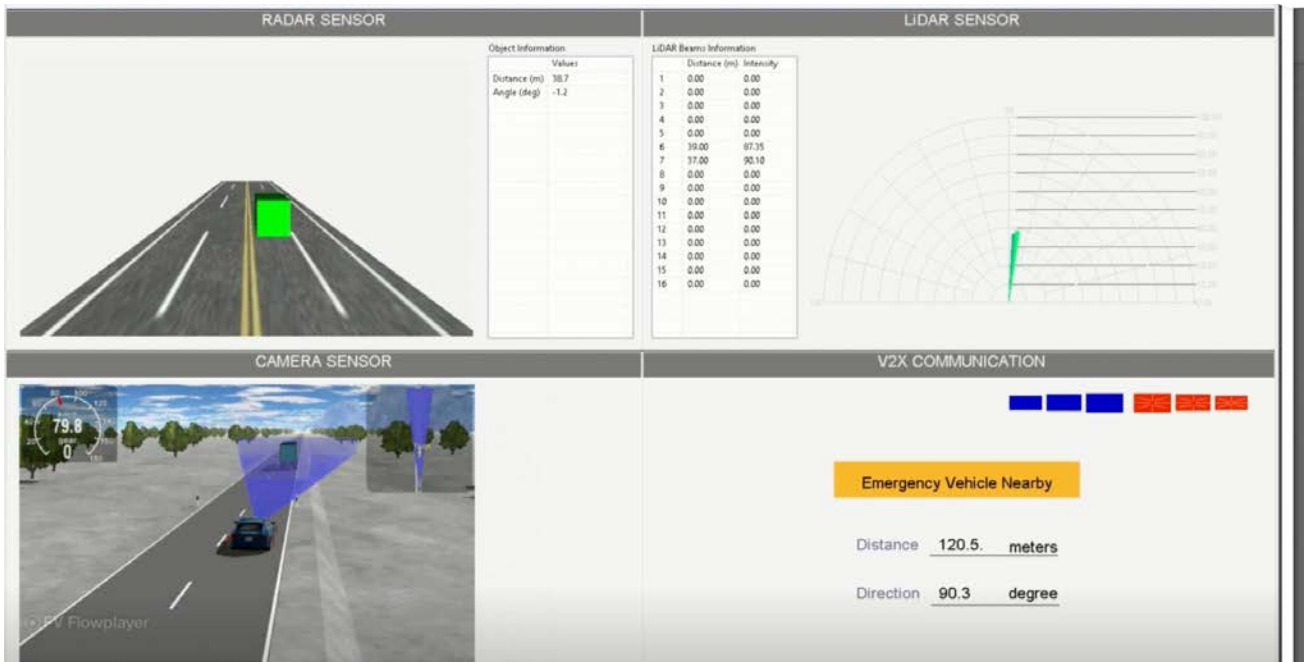 RADAR SENSOR
Object Information
Values
Distance (m) 38.7
Angle (deg) -1.2
LiDAR SENSOR
LiDAR Beams Information
Distance (m) Intensity
1 0.00 0.00
2 0.00 0.00
3 0.00 0.00
4 0.00 0.00
5 0.00 0.00
6 39.00 87.35
7 37.00 90.10
8 0.00 0.00
9 0.00 0.00
10 0.00 0.00
11 0.00 0.00
12 0.00 0.00
13 0.00 0.00
14 0.00 0.00
15 0.00 0.00
16 0.00 0.00
CAMERA SENSOR
80 100
120
40
79.8
20
gear
0
FV Flowplayer
V2X COMMUNICATION
Emergency Vehicle Nearby
Distance 120.5. meters
Direction 90.3 degree